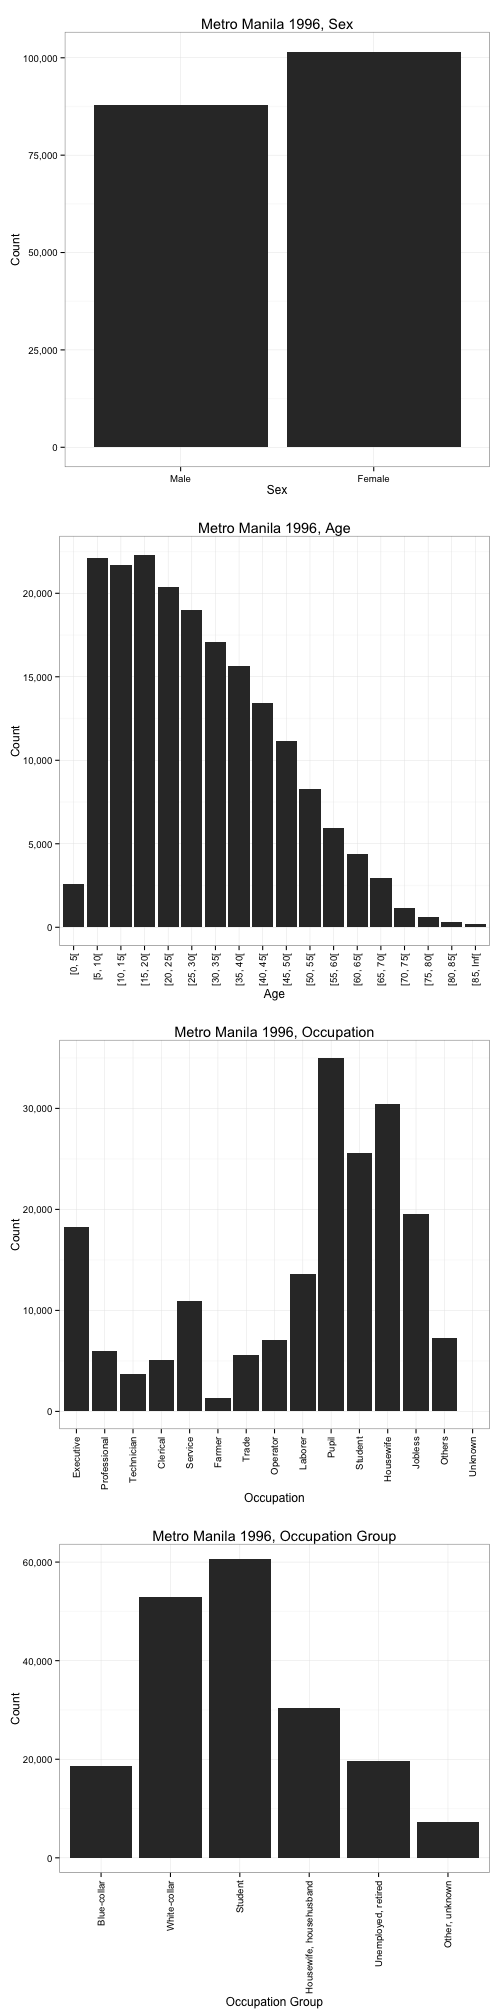 Metro Manila 1996, Sex
Count
100,000
75,000
50,000
25,000
0
Male Female
Sex
Metro Manila 1996, Age
Count
20,000
15,000
10,000
5,000
0
[0, 5[ [5, 10[ [10, 15[ [15, 20[ [20, 25[ [25, 30[ [30, 35[ [35, 40[ [40, 45[ [45, 50[ [50, 55[ [55, 60[ [60, 65[ [65, 70[ [70, 75[ [75, 80[ [80, 85[ [85, Inf[
Age
Metro Manila 1996, Occupation
Count
30,000
20,000
10,000
0
Executive Professional Technician Clerical Service Farmer Trade Operator Laborer Pupil Student Housewife Jobless Others Unknown
Occupation
Metro Manila 1996, Occupation Group
Count
60,000
40,000
20,000
0
Blue-collar White-collar Student Housewife, househusband Unemployed, retired Other, unknown
Occupation Group